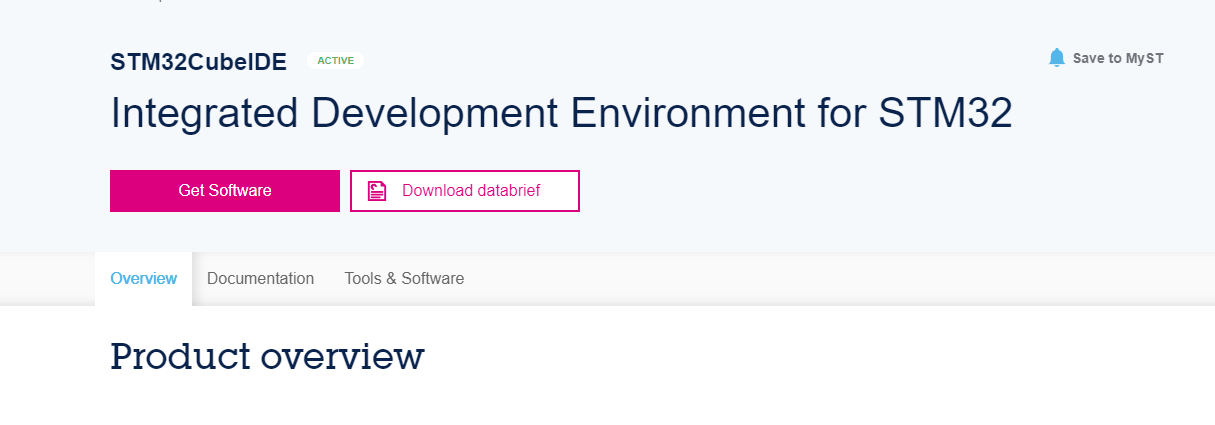 STM32CubeIDE ACTIVE
Save to MyST
Integrated Development Environment for STM32
Get Software
Download databrief
Overview
Documentation
Tools & Software
Product overview